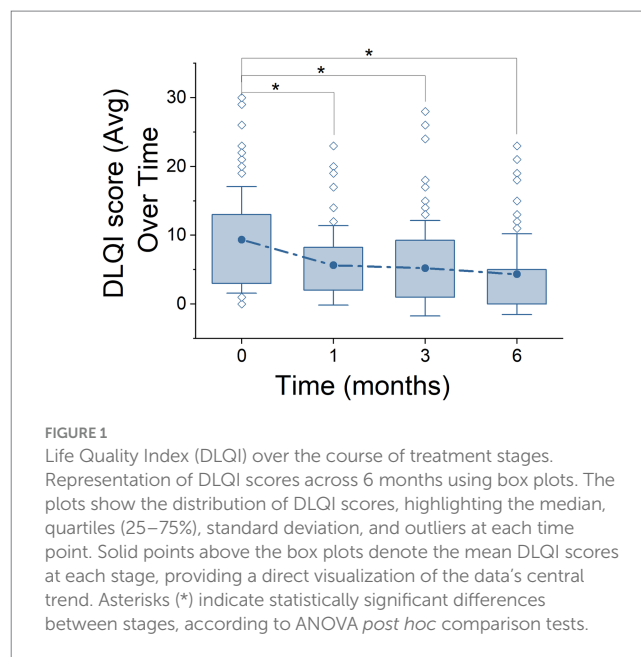 *
*
*
30
20
10
0
DLQI score (Avg)
Over Time
0 1 3 6
Time (months)
FIGURE 1
Life Quality Index (DLQI) over the course of treatment stages.
Representation of DLQI scores across 6 months using box plots. The
plots show the distribution of DLQI scores, highlighting the median,
quartiles (25–75%), standard deviation, and outliers at each time
point. Solid points above the box plots denote the mean DLQI scores
at each stage, providing a direct visualization of the data's central
trend. Asterisks (*) indicate statistically significant differences
between stages, according to ANOVA post hoc comparison tests.